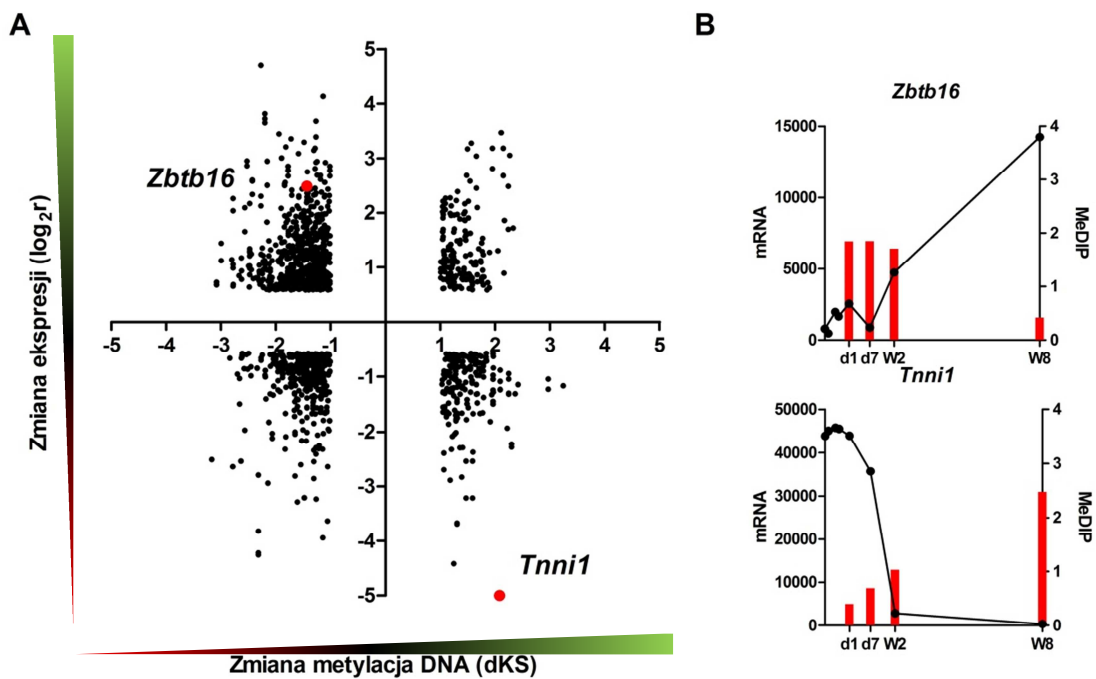 A
B
Zmiana ekspresji (log2r)
5
4
3
2
1
-1
-2
-3
-4
-5
-5 -4 -3 -2 -1 1 2 3 4 5
Zbtb16
Tnni1
Zmiana metylacja DNA (dKS)
Zbtb16
mRNA
15000
10000
5000
0
4
3
2
1
0
MeDIP
d1 d7 W2 W8
Tnni1
mRNA
50000
40000
30000
20000
10000
0
4
3
2
1
0
MeDIP
d1 d7 W2 W8